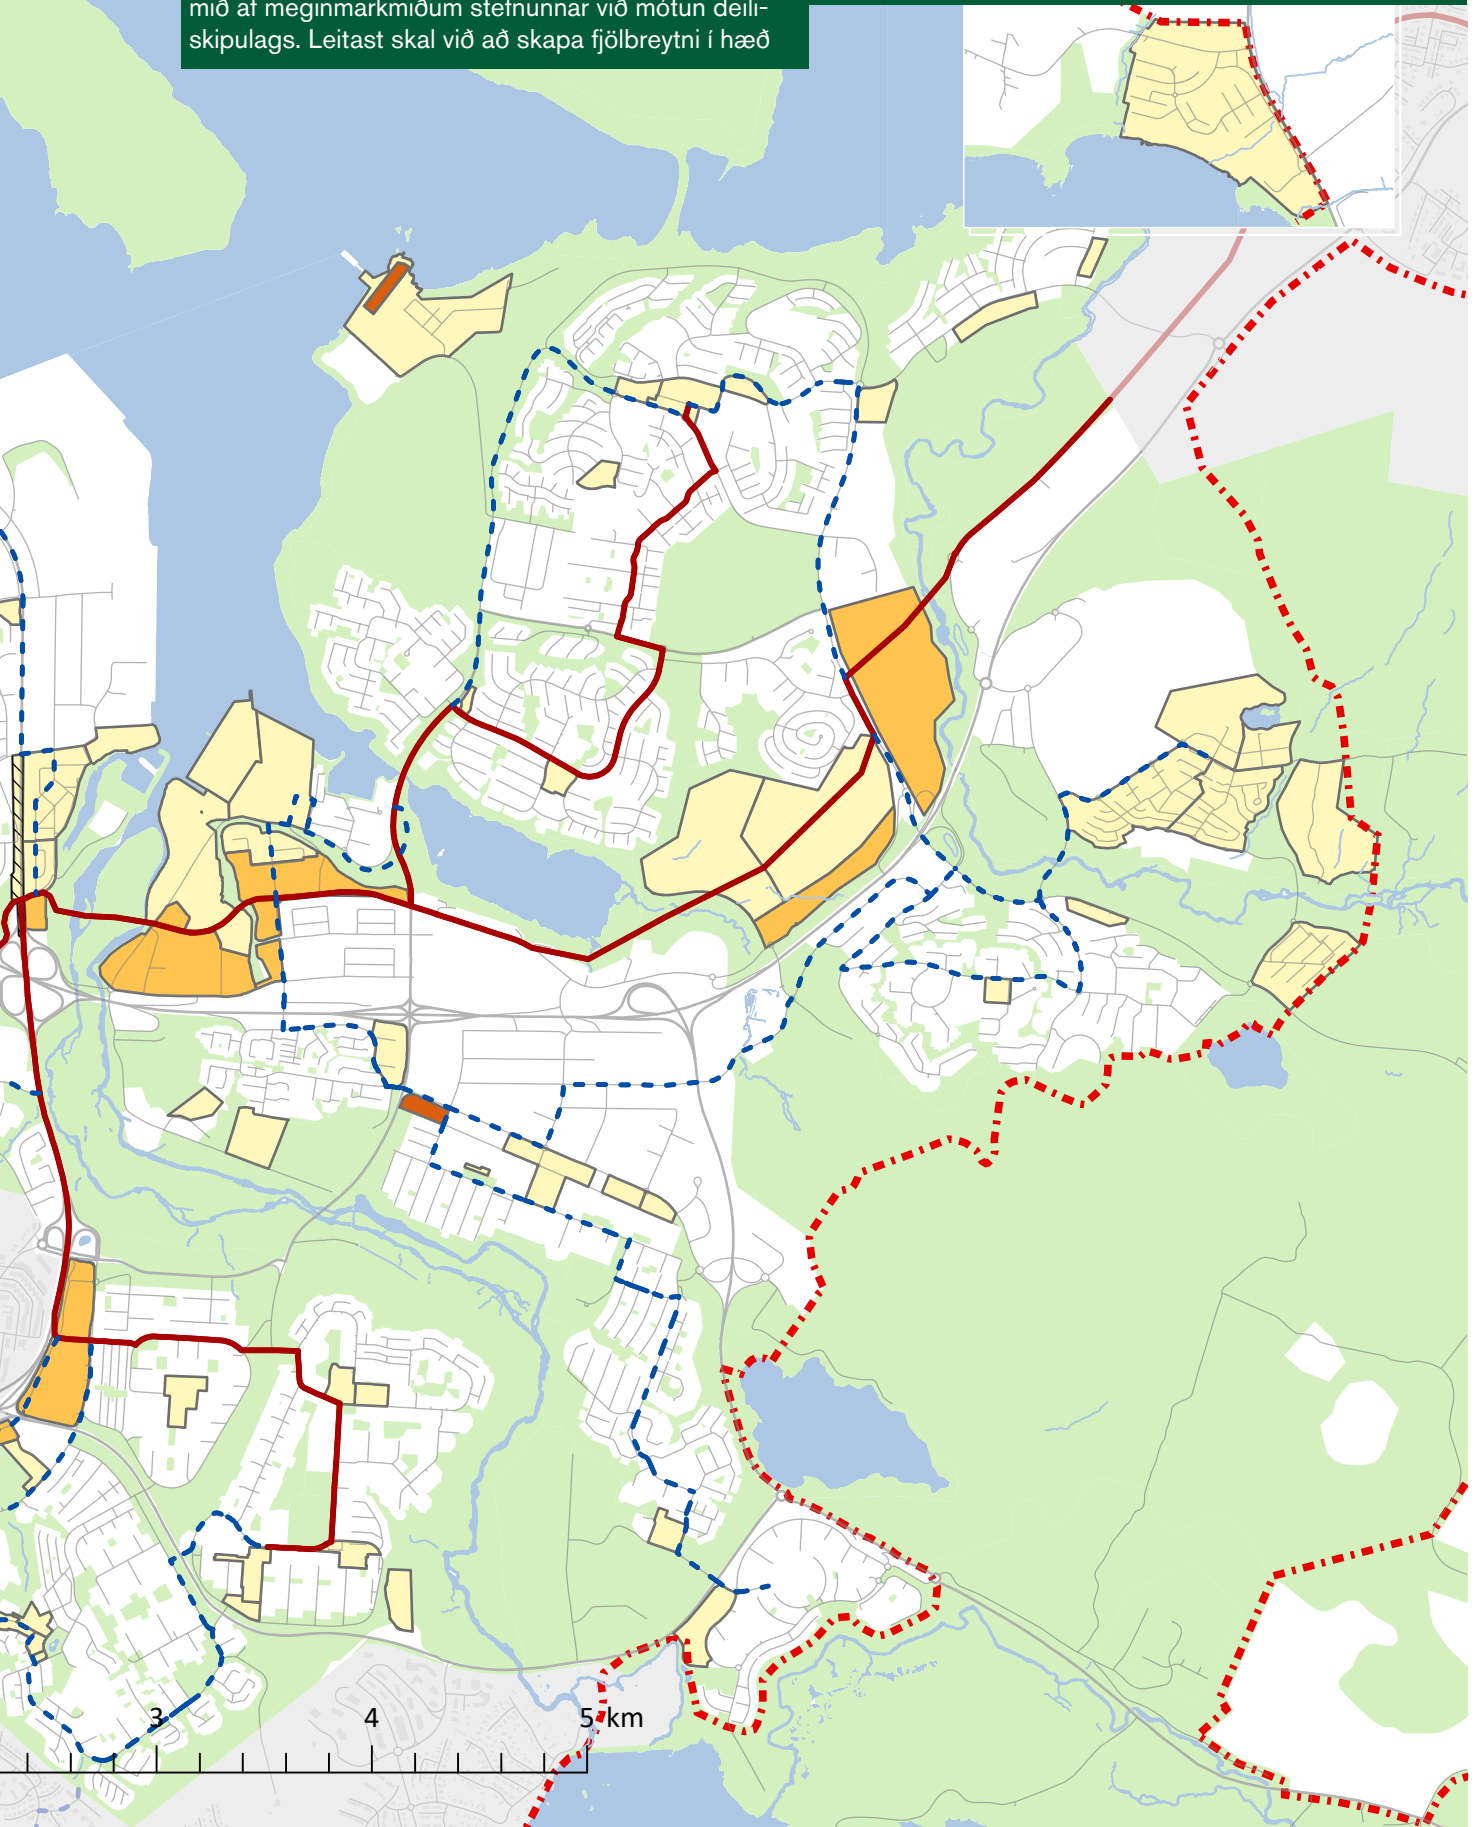 mið af meginmarkmiðum stefnunnar við mótun deili-
skipulags. Leitast skal við að skapa fjölbreytni í hæð
3 4 5 km